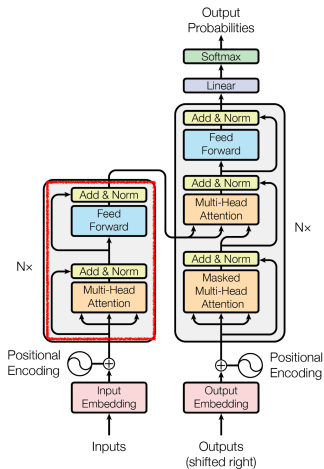 Output
Probabilities
Softmax
Linear
Add & Norm
Feed
Forward
Add & Norm
Multi-Head
Attention
Add & Norm
Masked
Multi-Head
Attention
N×
Add & Norm
Feed
Forward
N×
Add & Norm
Multi-Head
Attention
Positional
Encoding
Positional
Encoding
Input
Embedding
Output
Embedding
Inputs
Outputs
(shifted right)